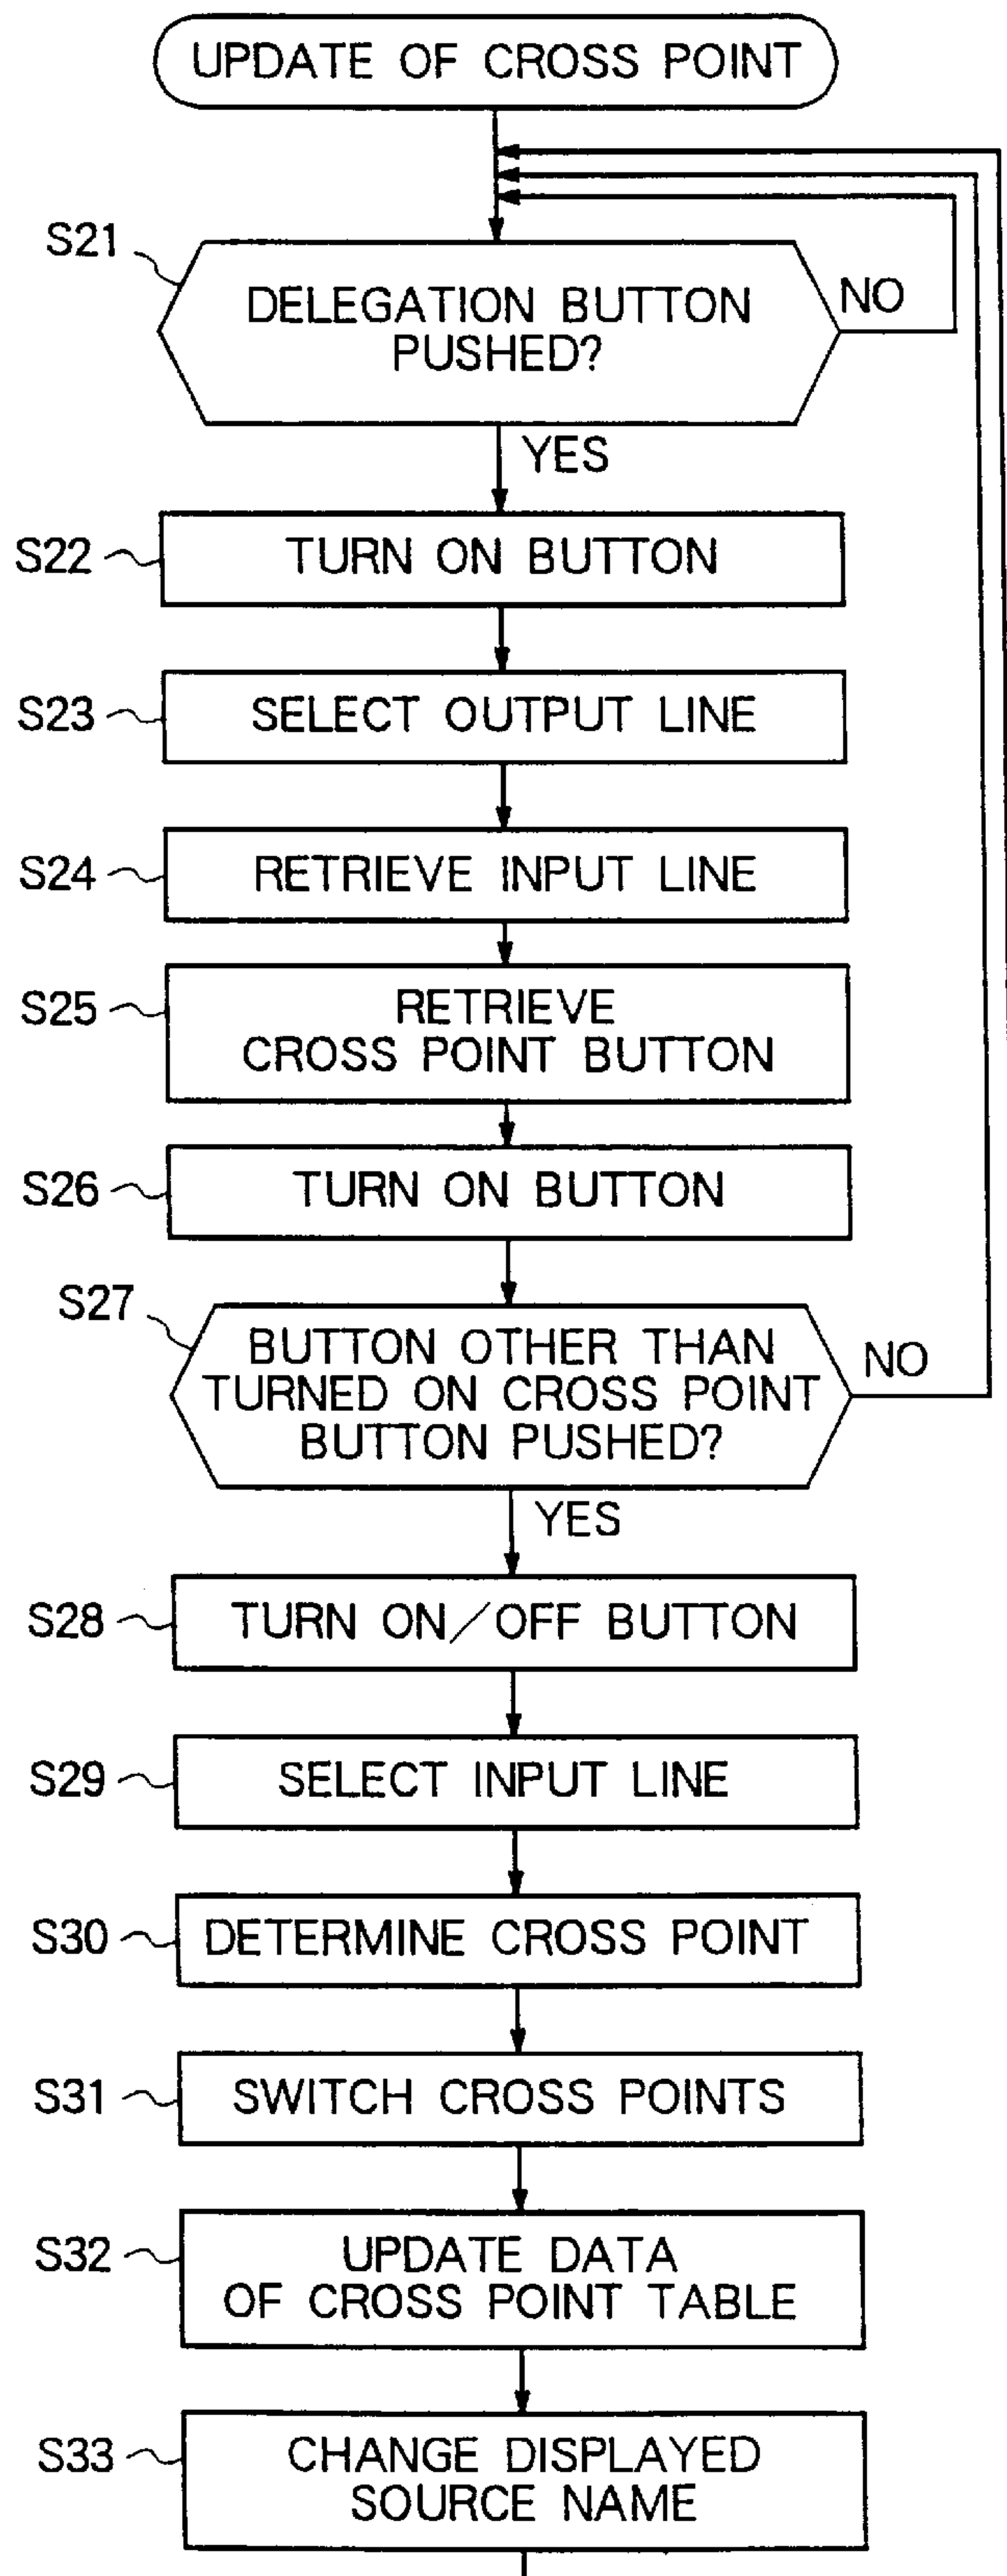 UPDATE OF CROSS POINT
S21
DELEGATION BUTTON
PUSHED?
NO
YES
S22
TURN ON BUTTON
S23
SELECT OUTPUT LINE
S24
RETRIEVE INPUT LINE
S25
RETRIEVE
CROSS POINT BUTTON
S26
TURN ON BUTTON
S27
BUTTON OTHER THAN
TURNED ON CROSS POINT
BUTTON PUSHED?
NO
YES
S28
TURN ON/OFF BUTTON
S29
SELECT INPUT LINE
S30
DETERMINE CROSS POINT
S31
SWITCH CROSS POINTS
S32
UPDATE DATA
OF CROSS POINT TABLE
S33
CHANGE DISPLAYED
SOURCE NAME